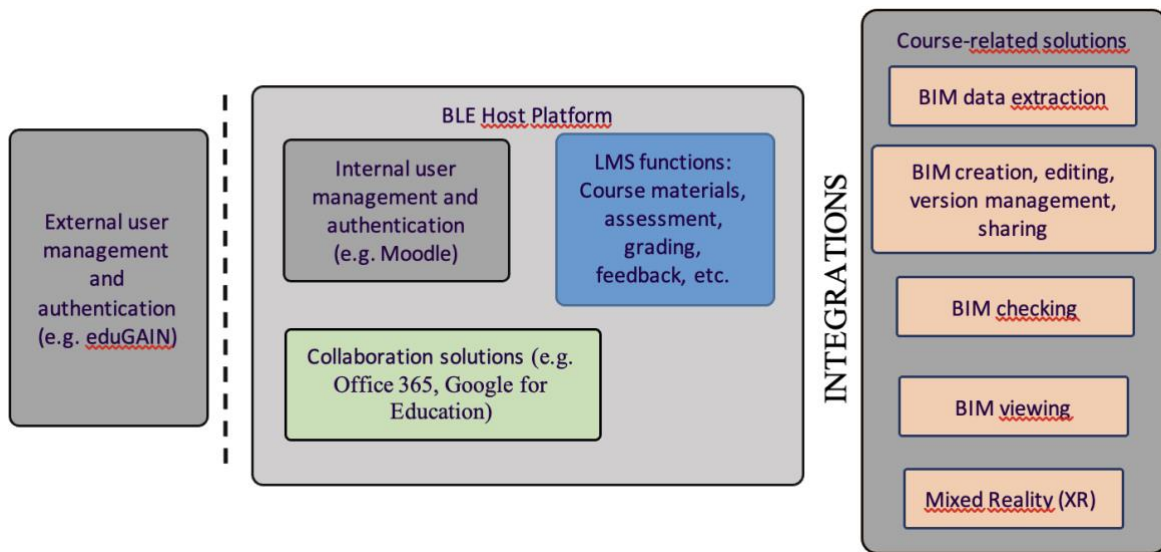 External user
management
and
authentication
(e.g. eduGAIN)
BLE Host Platform
Internal user
management and
authentication
(e.g. Moodle)
LMS functions:
Course materials,
assessment,
grading,
feedback, etc.
Collaboration solutions (e.g.
Office 365, Google for
Education)
INTEGRATIONS
Course-related solutions
BIM data extraction
BIM creation, editing,
version management,
sharing
BIM checking
BIM viewing
Mixed Reality (XR)